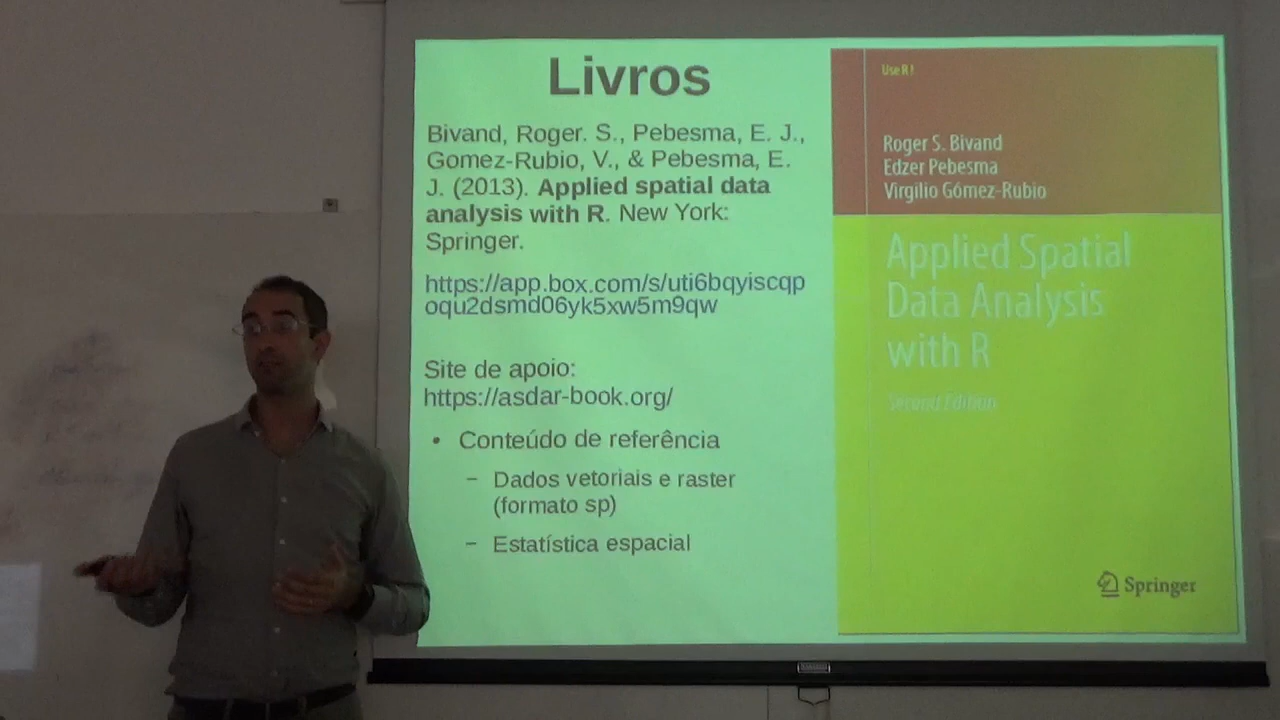 Livros
Bivand, Roger. S., Pebesma, E. J.,
Gomez-Rubio, V., & Pebesma, E.
J. (2013). Applied spatial data
analysis with R. New York:
Springer.
https://app.box.com/s/uti6bqyiscqp
oqu2dsmd06yk5xw5m9qw
Site de apoio:
https://asdar-book.org/
• Conteúdo de referência
– Dados vetoriais e raster
(formato sp)
– Estatística espacial
Use R!
Roger S. Bivand
Edzer Pebesma
Virgilio Gómez-Rubio
Applied Spatial
Data Analysis
with R
Second Edition
Springer